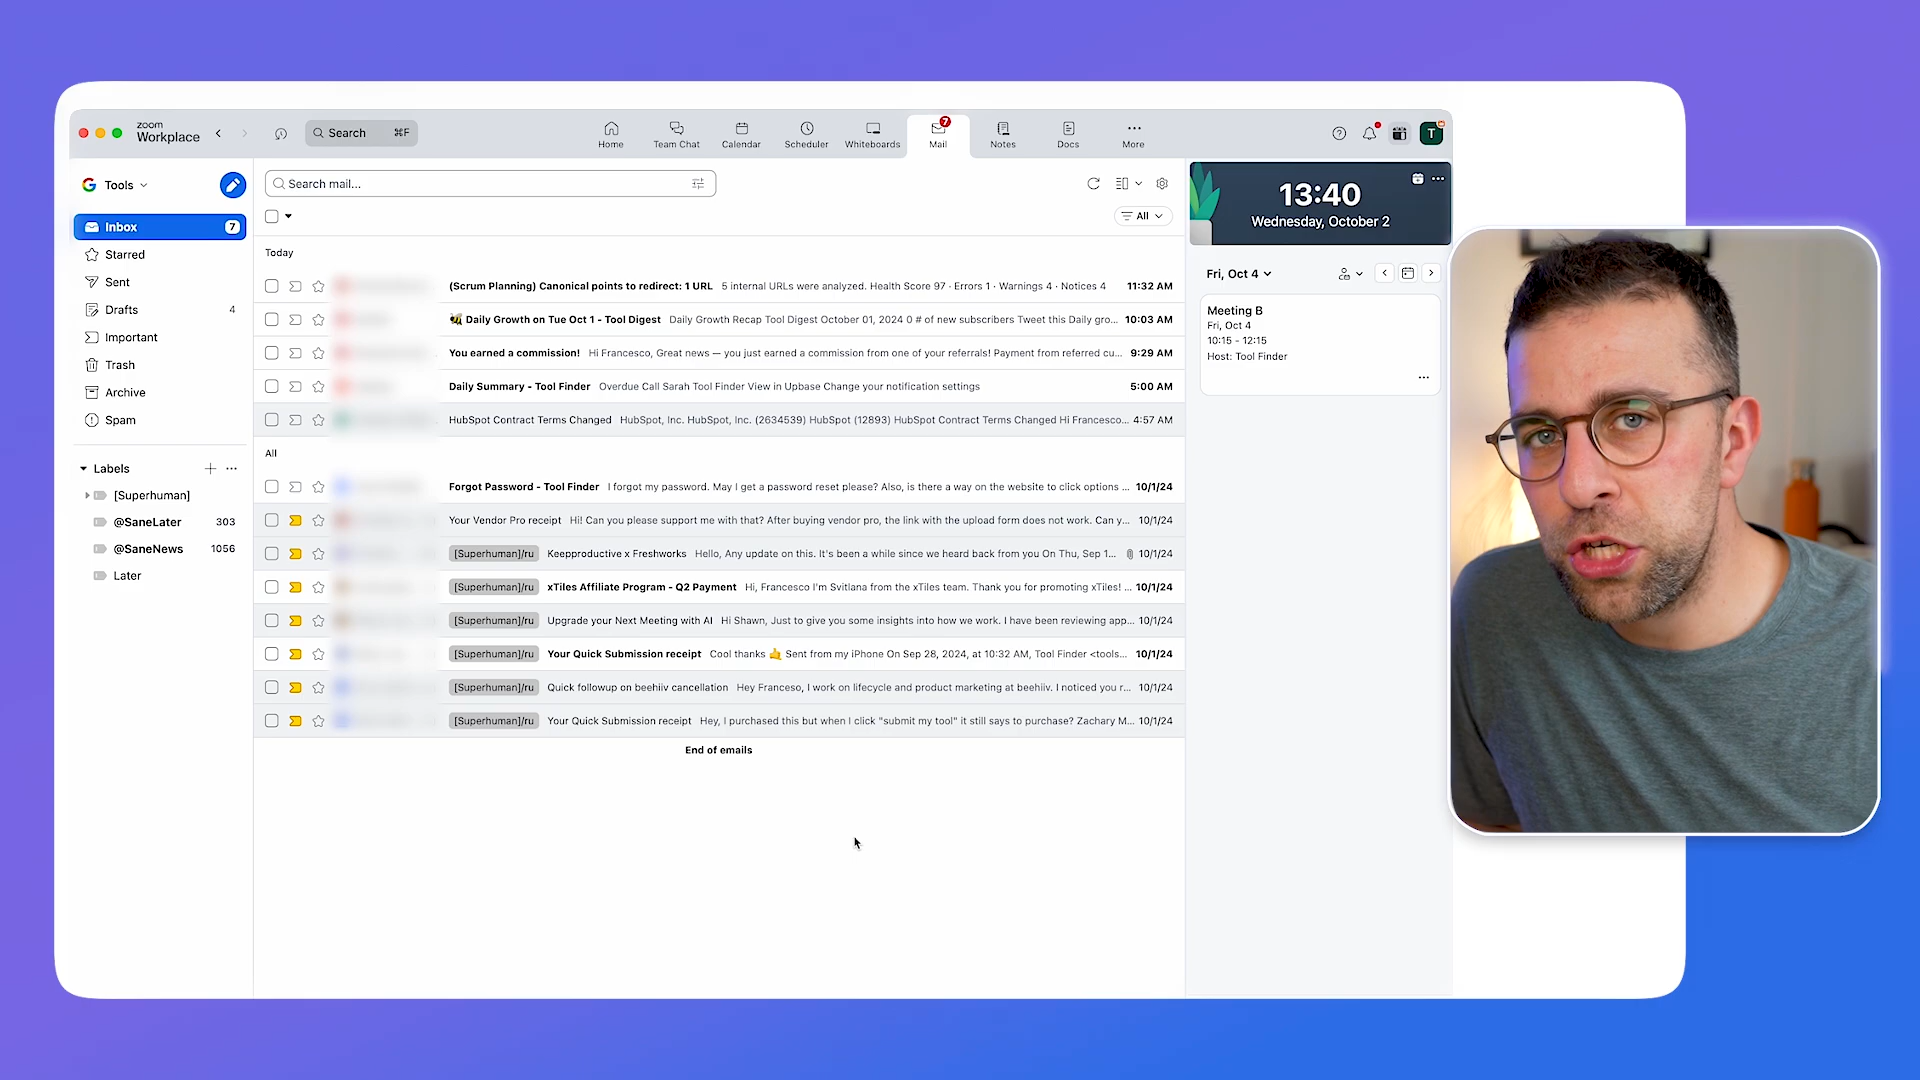 zoom
Workplace
Search ⌘F
Home
Team Chat
Calendar
Scheduler
Whiteboards
7
Mail
Notes
Docs
More
T
Tools
Inbox 7
Starred
Sent
Drafts 4
Important
Trash
Archive
Spam
Labels
[Superhuman]
@SaneLater 303
@SaneNews 1056
Later
Search mail...
All
Today
(Scrum Planning) Canonical points to redirect: 1 URL 5 internal URLs were analyzed. Health Score 97 · Errors 1 · Warnings 4 · Notices 4 11:32 AM
🐝 Daily Growth on Tue Oct 1 - Tool Digest Daily Growth Recap Tool Digest October 01, 2024 0 # of new subscribers Tweet this Daily gro... 10:03 AM
You earned a commission! Hi Francesco, Great news — you just earned a commission from one of your referrals! Payment from referred cu... 9:29 AM
Daily Summary - Tool Finder Overdue Call Sarah Tool Finder View in Upbase Change your notification settings 5:00 AM
HubSpot Contract Terms Changed HubSpot, Inc. HubSpot, Inc. (2634539) HubSpot (12893) HubSpot Contract Terms Changed Hi Francesco... 4:57 AM
All
Forgot Password - Tool Finder I forgot my password. May I get a password reset please? Also, is there a way on the website to click options ... 10/1/24
Your Vendor Pro receipt Hi! Can you please support me with that? After buying vendor pro, the link with the upload form does not work. Can y... 10/1/24
[Superhuman]/ru Keepproductive x Freshworks Hello, Any update on this. It's been a while since we heard back from you On Thu, Sep 1... 10/1/24
[Superhuman]/ru xTiles Affiliate Program - Q2 Payment Hi, Francesco I'm Svitlana from the xTiles team. Thank you for promoting xTiles! ... 10/1/24
[Superhuman]/ru Upgrade your Next Meeting with AI Hi Shawn, Just to give you some insights into how we work. I have been reviewing app... 10/1/24
[Superhuman]/ru Your Quick Submission receipt Cool thanks 🤙 Sent from my iPhone On Sep 28, 2024, at 10:32 AM, Tool Finder <tools... 10/1/24
[Superhuman]/ru Quick followup on beehiiv cancellation Hey Franceso, I work on lifecycle and product marketing at beehiiv. I noticed you r... 10/1/24
[Superhuman]/ru Your Quick Submission receipt Hey, I purchased this but when I click "submit my tool" it still says to purchase? Zachary M... 10/1/24
End of emails
13:40
Wednesday, October 2
Fri, Oct 4
Meeting B
Fri, Oct 4
10:15 - 12:15
Host: Tool Finder